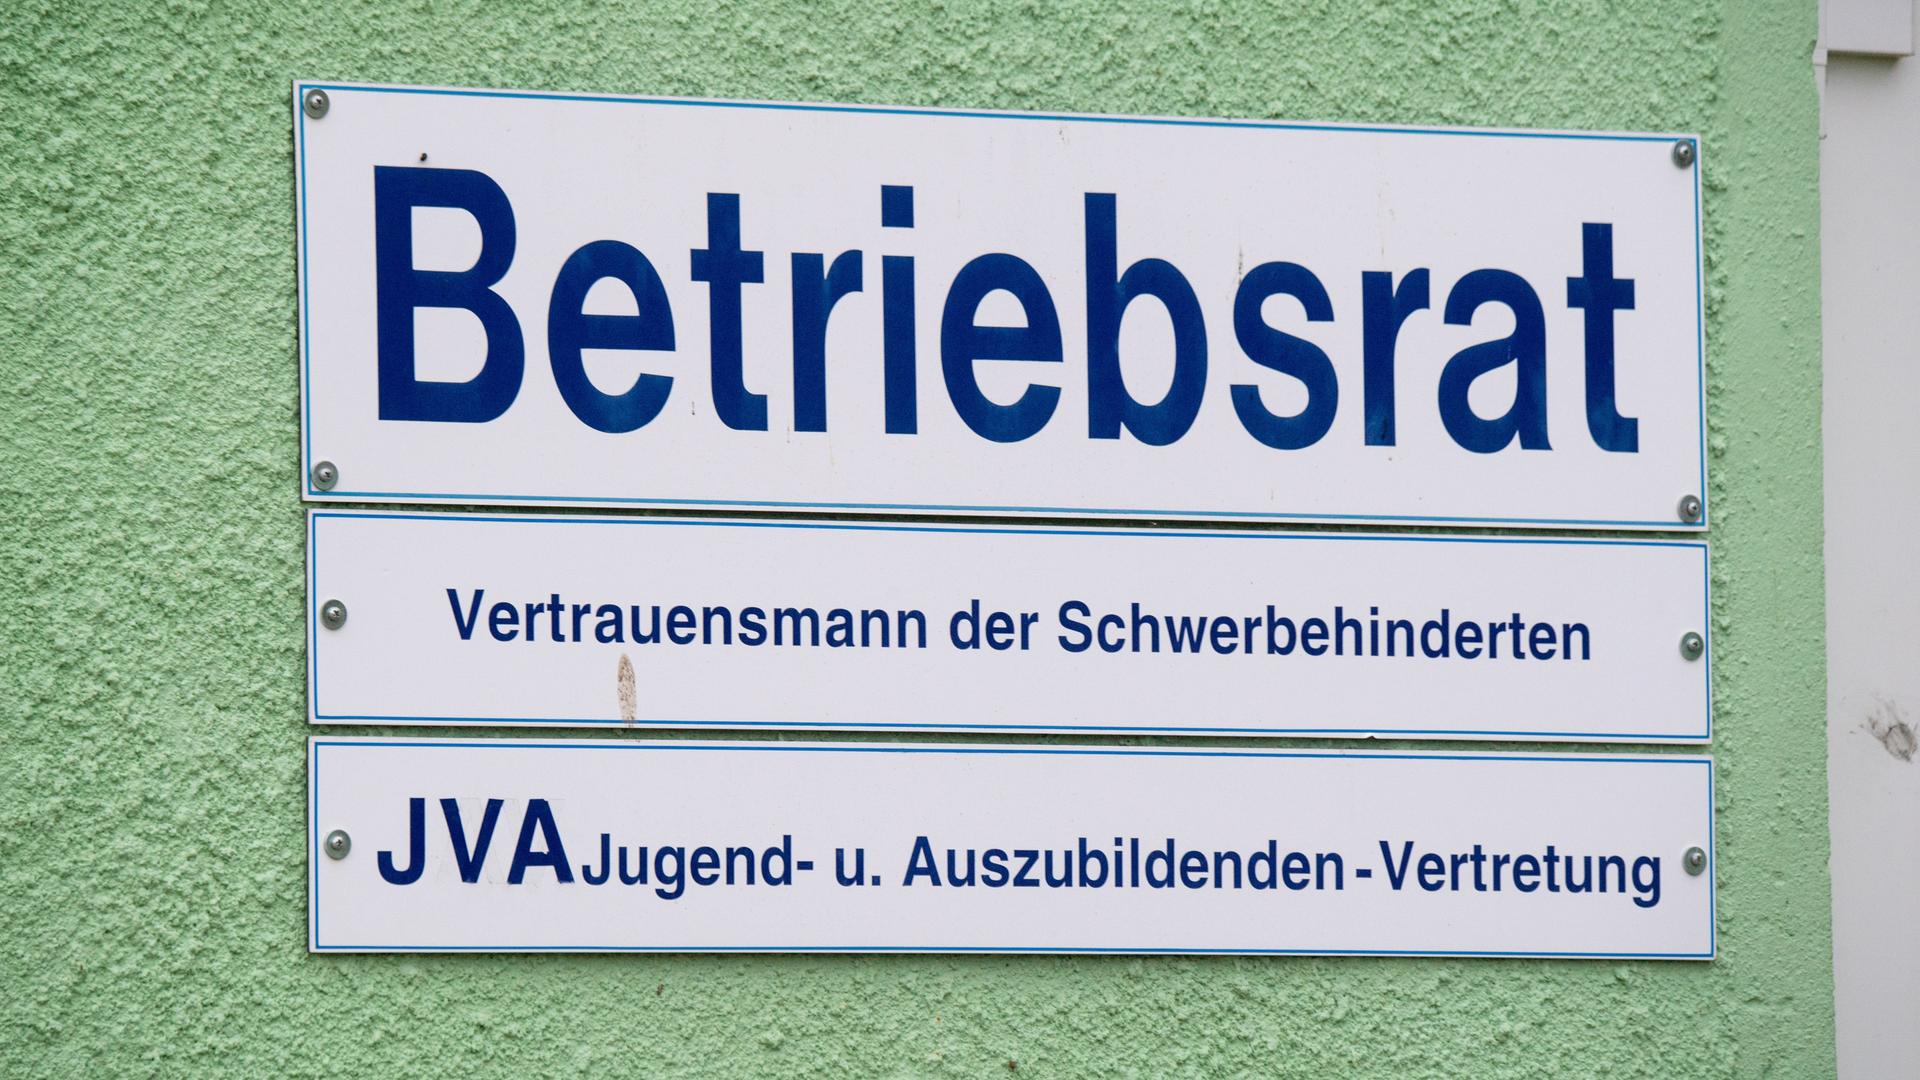 Betriebsrat
Vertrauensmann der Schwerbehinderten
JVA Jugend- u. Auszubildenden-Vertretung